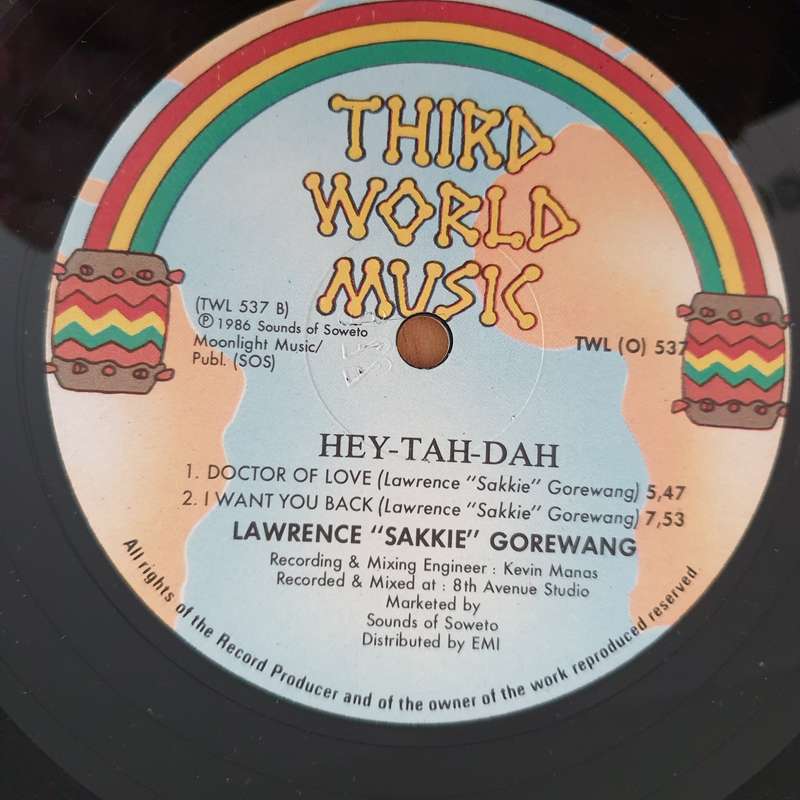 THIRD
WORLD
MUSIC
(TWL 537 B)
Ⓟ 1986 Sounds of Soweto
Moonlight Music/
Publ. (SOS)
TWL (O) 537
HEY-TAH-DAH
1. DOCTOR OF LOVE (Lawrence "Sakkie" Gorewang) 5,47
2. I WANT YOU BACK (Lawrence "Sakkie" Gorewang) 7,53
LAWRENCE "SAKKIE" GOREWANG
Recording & Mixing Engineer : Kevin Manas
Recorded & Mixed at : 8th Avenue Studio
Marketed by
Sounds of Soweto
Distributed by EMI
All rights of the Record Producer and of the owner of the work reproduced reserved.